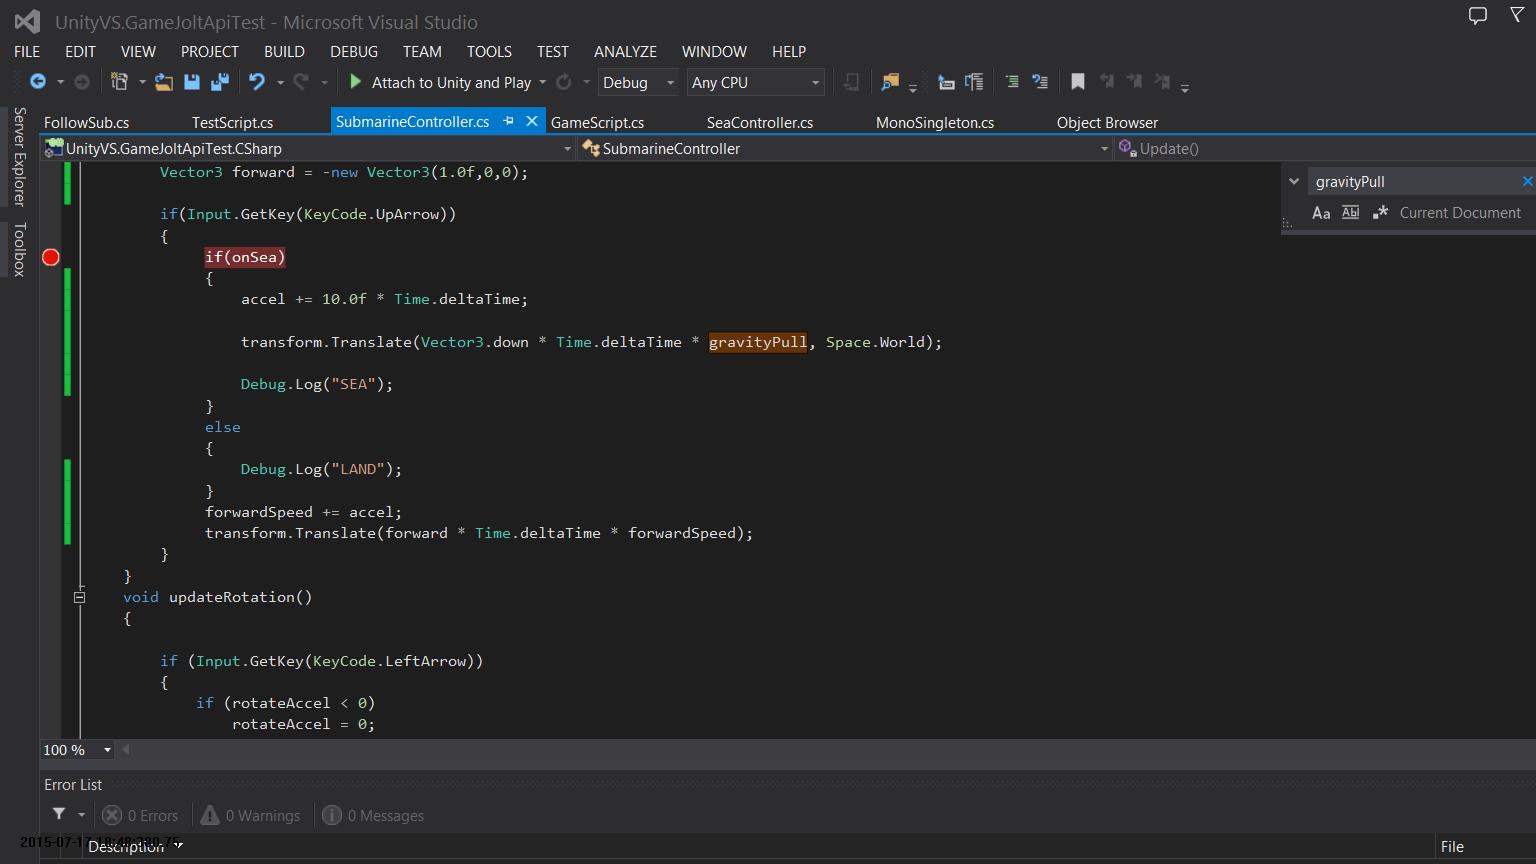 UnityVS.GameJoltApiTest - Microsoft Visual Studio
FILE EDIT VIEW PROJECT BUILD DEBUG TEAM TOOLS TEST ANALYZE WINDOW HELP
Attach to Unity and Play Debug Any CPU
Server Explorer
Toolbox
FollowSub.cs TestScript.cs SubmarineController.cs GameScript.cs SeaController.cs MonoSingleton.cs Object Browser
UnityVS.GameJoltApiTest.CSharp SubmarineController Update()
gravityPull
Aa Abl .* Current Document
Vector3 forward = -new Vector3(1.0f,0,0);
if(Input.GetKey(KeyCode.UpArrow))
{
if(onSea)
{
accel += 10.0f * Time.deltaTime;
transform.Translate(Vector3.down * Time.deltaTime * gravityPull, Space.World);
Debug.Log("SEA");
}
else
{
Debug.Log("LAND");
}
forwardSpeed += accel;
transform.Translate(forward * Time.deltaTime * forwardSpeed);
}
}
void updateRotation()
{
if (Input.GetKey(KeyCode.LeftArrow))
{
if (rotateAccel < 0)
rotateAccel = 0;
100 %
Error List
0 Errors 0 Warnings 0 Messages
Description File